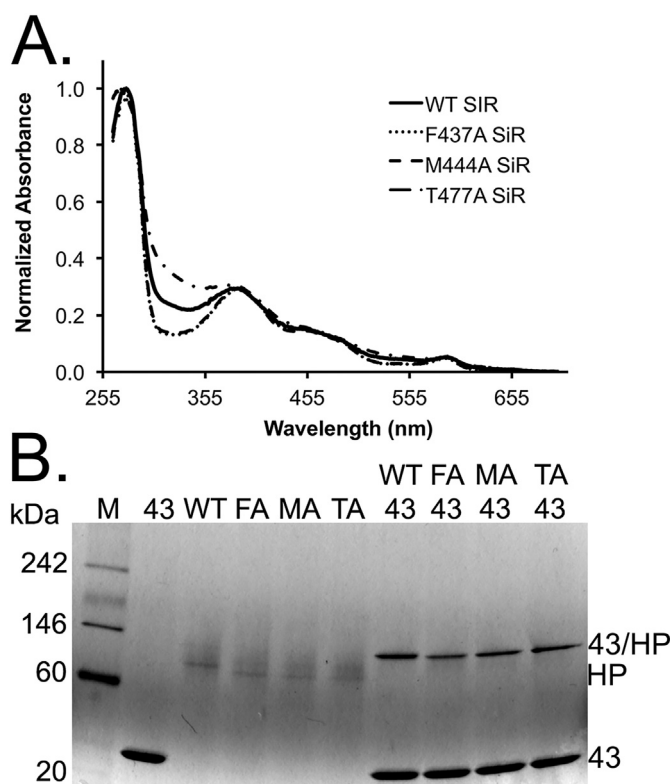 A.
Normalized Absorbance
1.0
0.8
0.6
0.4
0.2
0.0
WT SIR
F437A SiR
M444A SiR
T477A SiR
255 355 455 555 655
Wavelength (nm)
B.
WT FA MA TA
kDa M 43 WT FA MA TA 43 43 43 43
242
146
60
20
43/HP
HP
43